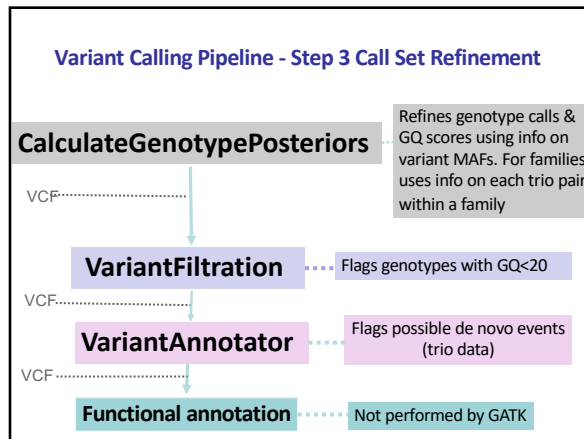 Variant Calling Pipeline - Step 3 Call Set Refinement
CalculateGenotypePosteriors
Refines genotype calls &
GQ scores using info on
variant MAFs. For families
uses info on each trio pair
within a family
VCF
VariantFiltration
Flags genotypes with GQ<20
VCF
VariantAnnotator
Flags possible de novo events
(trio data)
VCF
Functional annotation
Not performed by GATK